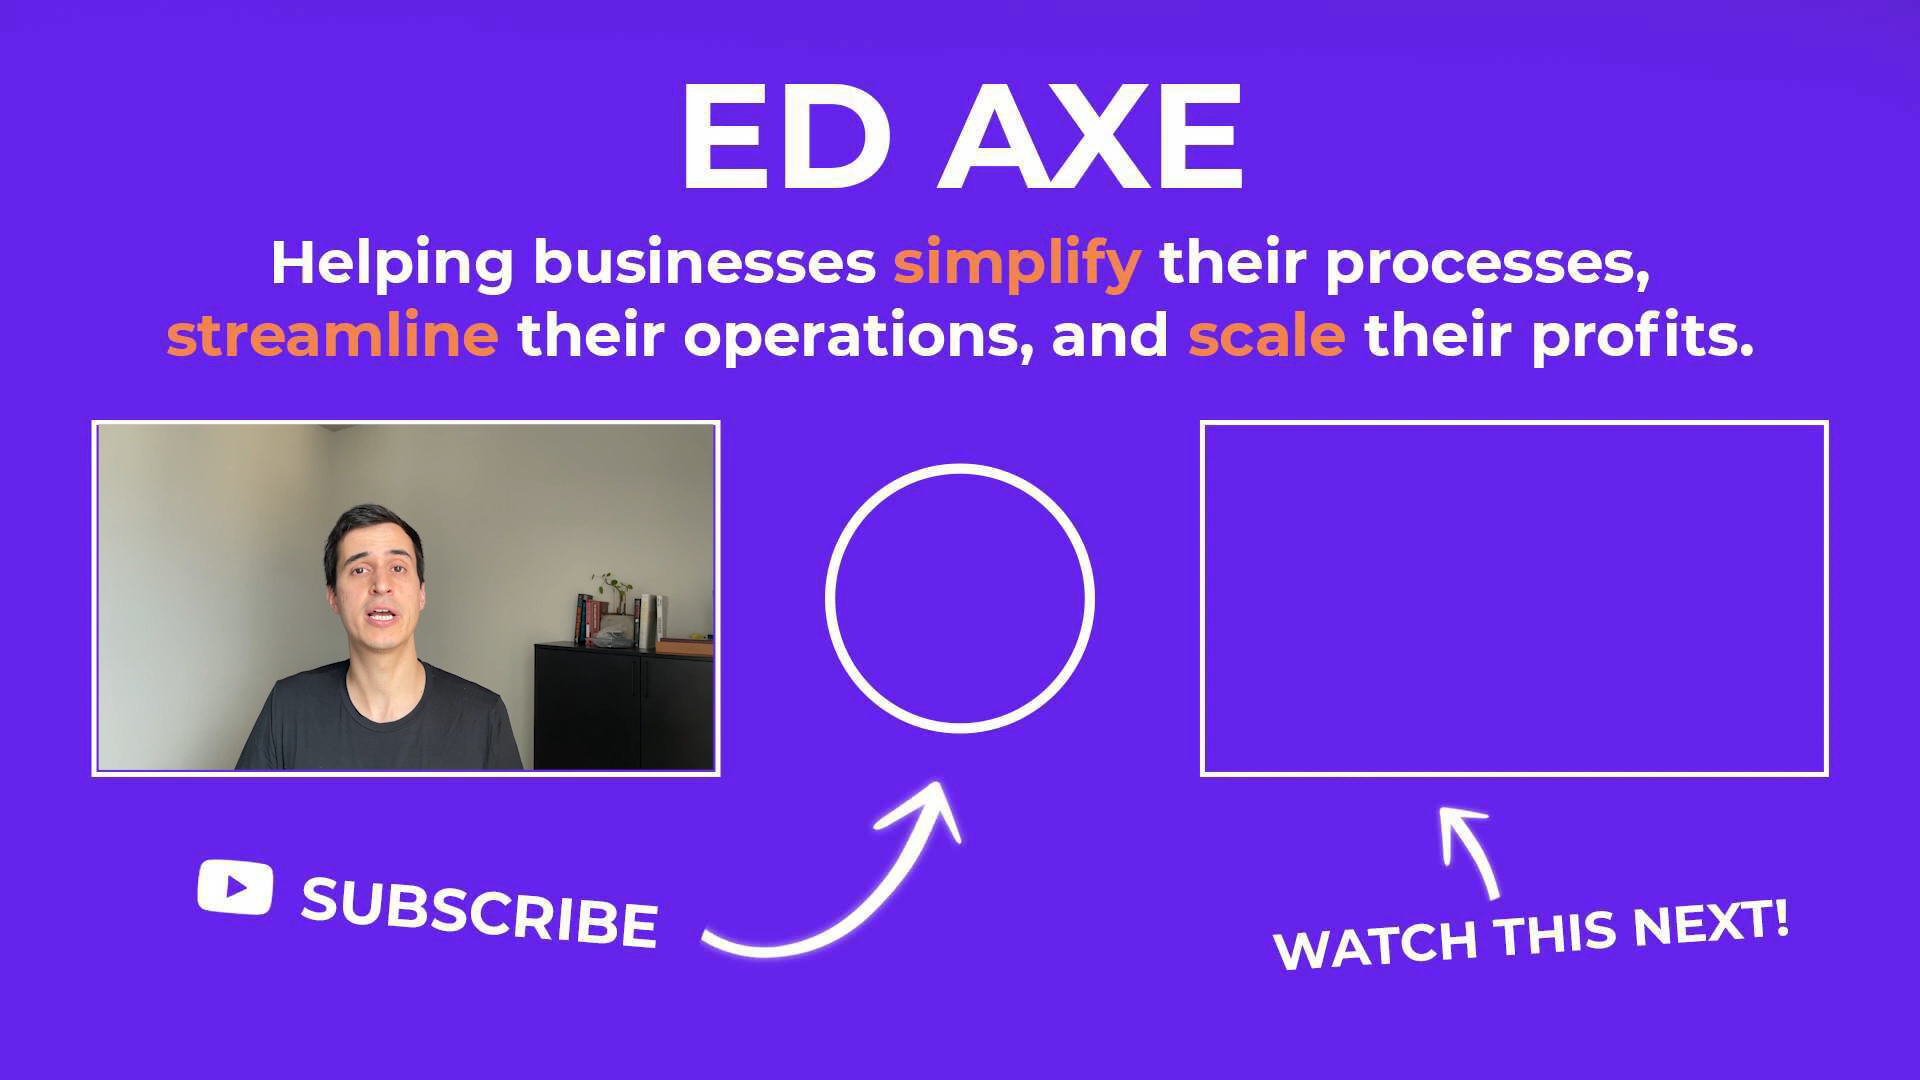 ED AXE
Helping businesses simplify their processes,
streamline their operations, and scale their profits.
SUBSCRIBE
WATCH THIS NEXT!